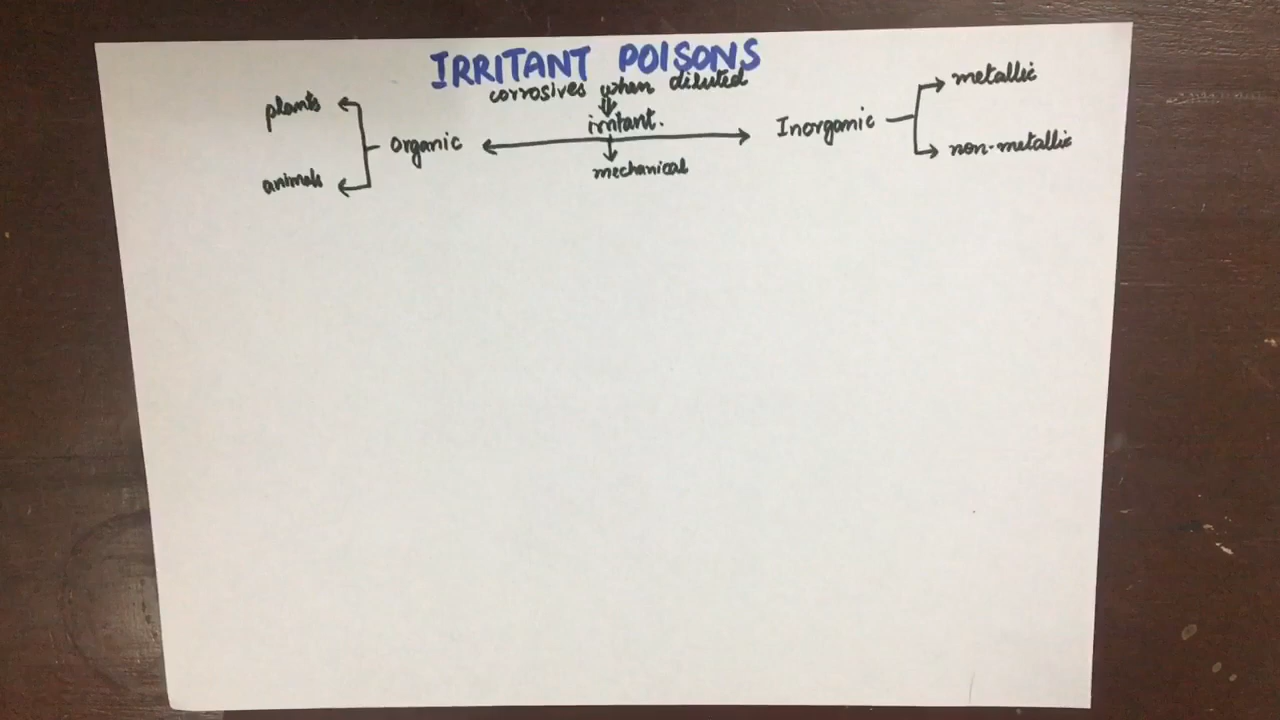 IRRITANT POISONS
corrosives when diluted
irritant.
plants
animals
organic
mechanical
Inorganic
metallic
non-metallic